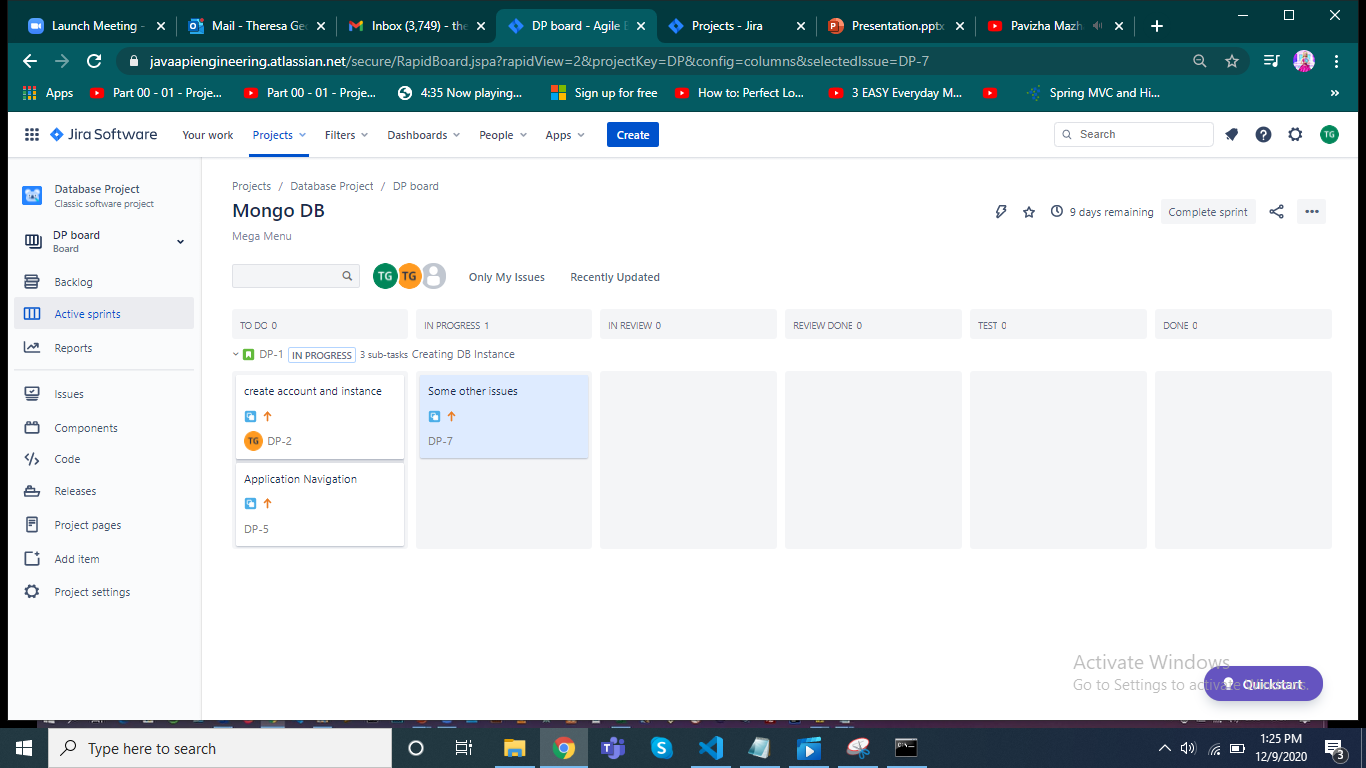 Launch Meeting -
Mail - Theresa Ge
Inbox (3,749) - the
DP board - Agile
Projects - Jira
Presentation.pptx
Pavizha Mazh
javaapiengineering.atlassian.net/secure/RapidBoard.jspa?rapidView=2&projectKey=DP&config=columns&selectedIssue=DP-7
Apps
Part 00 - 01 - Proje...
Part 00 - 01 - Proje...
4:35 Now playing...
Sign up for free
How to: Perfect Lo...
3 EASY Everyday M...
Spring MVC and Hi...
»
Jira Software
Your work
Projects
Filters
Dashboards
People
Apps
Create
Search
TG
Database Project
Classic software project
DP board
Board
Backlog
Active sprints
Reports
Issues
Components
Code
Releases
Project pages
Add item
Project settings
Projects / Database Project / DP board
Mongo DB
Mega Menu
9 days remaining
Complete sprint
TG
TG
Only My Issues
Recently Updated
TO DO 0
IN PROGRESS 1
IN REVIEW 0
REVIEW DONE 0
TEST 0
DONE 0
DP-1 IN PROGRESS 3 sub-tasks Creating DB Instance
create account and instance
TG DP-2
Application Navigation
DP-5
Some other issues
DP-7
Activate Windows
Go to Settings to activate Windows.
Quickstart
Type here to search
1:25 PM
12/9/2020
3